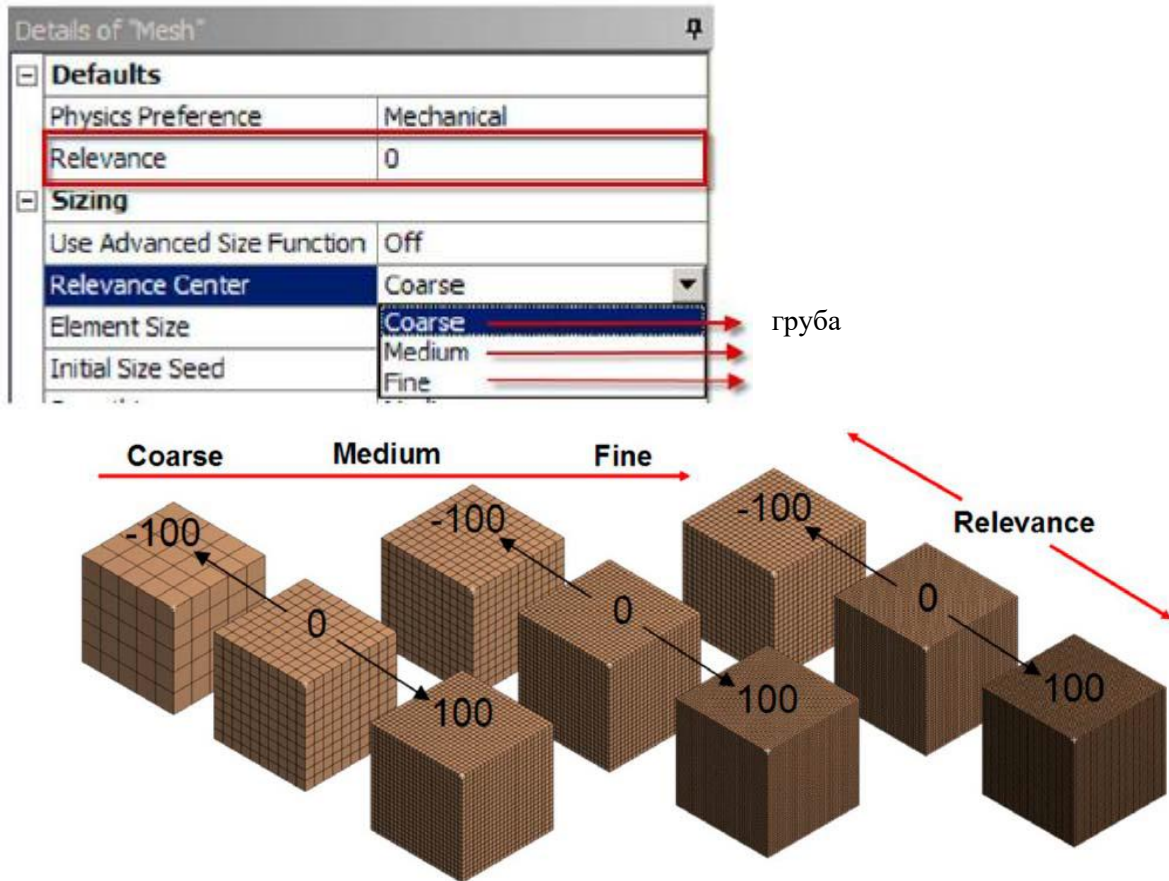 Details of "Mesh"
Defaults
Physics Preference Mechanical
Relevance 0
Sizing
Use Advanced Size Function Off
Relevance Center Coarse
Element Size Coarse груба
Initial Size Seed Medium
Fine
Coarse Medium Fine
Relevance
-100 -100 -100
0 0 0
100 100 100